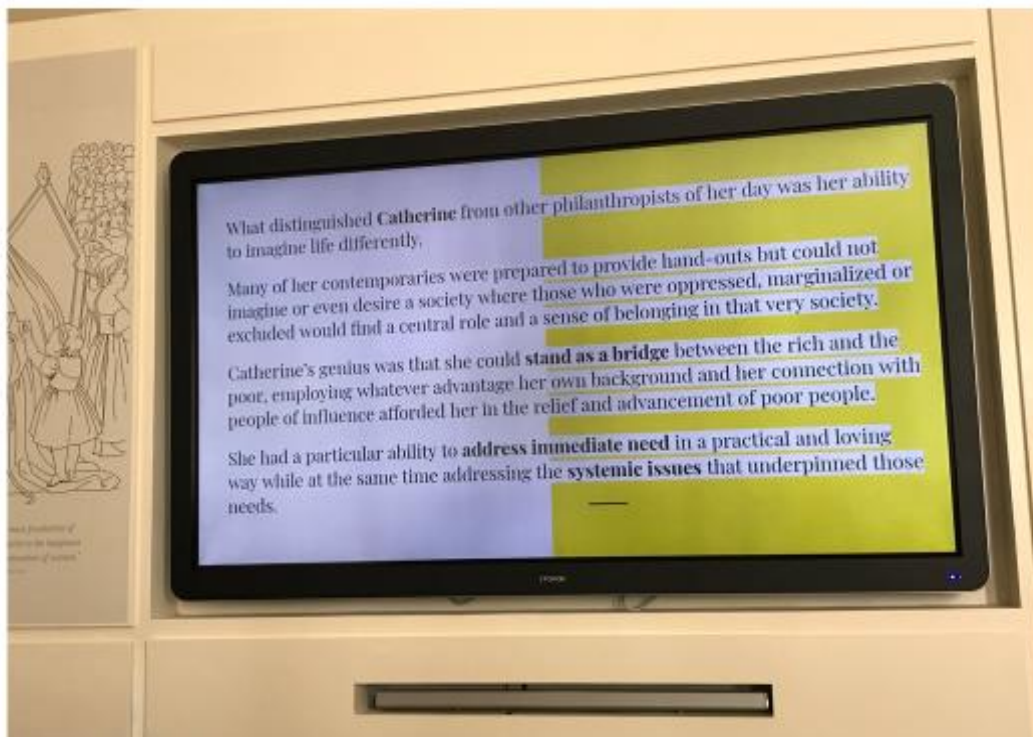 What distinguished Catherine from other philanthropists of her day was her ability
to imagine life differently.
Many of her contemporaries were prepared to provide hand-outs but could not
imagine or even desire a society where those who were oppressed, marginalized or
excluded would find a central role and a sense of belonging in that very society.
Catherine's genius was that she could stand as a bridge between the rich and the
poor, employing whatever advantage her own background and her connection with
people of influence afforded her in the relief and advancement of poor people.
She had a particular ability to address immediate need in a practical and loving
way while at the same time addressing the systemic issues that underpinned those
needs.